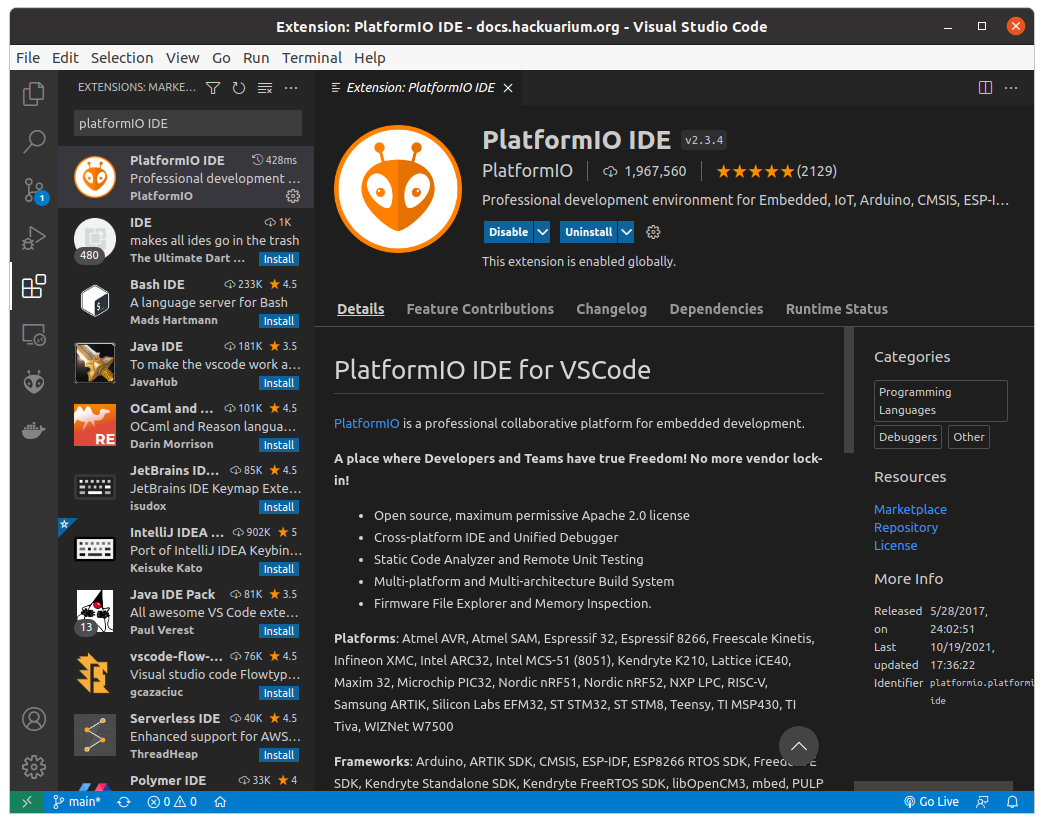 Extension: PlatformIO IDE - docs.hackuarium.org - Visual Studio Code
File Edit Selection View Go Run Terminal Help
EXTENSIONS: MARKE...
platformIO IDE
PlatformIO IDE 428ms
Professional development ...
PlatformIO
IDE 1K
makes all ides go in the trash
480
The Ultimate Dart ... Install
Bash IDE 233K 4.5
A language server for Bash
Mads Hartmann Install
Java IDE 181K 3.5
To make the vscode work a...
JavaHub Install
OCaml and ... 101K 4.5
OCaml and Reason langua...
RE
Darin Morrison Install
JetBrains ID... 85K 4.5
JetBrains IDE Keymap Exte...
isudox Install
IntelliJ IDEA ... 902K 5
Port of IntelliJ IDEA Keybin...
Keisuke Kato Install
Java IDE Pack 81K 3.5
All awesome VS Code exte...
13
Paul Verest Install
vscode-flow-... 76K 4.5
Visual studio code Flowtyp...
gcazaciuc Install
Serverless IDE 40K 4.5
Enhanced support for AWS...
ThreadHeap Install
Polymer IDE 33K 4
1
Extension: PlatformIO IDE
PlatformIO IDE v2.3.4
PlatformIO 1,967,560 (2129)
Professional development environment for Embedded, IoT, Arduino, CMSIS, ESP-I...
Disable Uninstall
This extension is enabled globally.
Details Feature Contributions Changelog Dependencies Runtime Status
PlatformIO IDE for VSCode
PlatformIO is a professional collaborative platform for embedded development.
A place where Developers and Teams have true Freedom! No more vendor lock-
in!
• Open source, maximum permissive Apache 2.0 license
• Cross-platform IDE and Unified Debugger
• Static Code Analyzer and Remote Unit Testing
• Multi-platform and Multi-architecture Build System
• Firmware File Explorer and Memory Inspection.
Platforms: Atmel AVR, Atmel SAM, Espressif 32, Espressif 8266, Freescale Kinetis,
Infineon XMC, Intel ARC32, Intel MCS-51 (8051), Kendryte K210, Lattice iCE40,
Maxim 32, Microchip PIC32, Nordic nRF51, Nordic nRF52, NXP LPC, RISC-V,
Samsung ARTIK, Silicon Labs EFM32, ST STM32, ST STM8, Teensy, TI MSP430, TI
Tiva, WIZNet W7500
Frameworks: Arduino, ARTIK SDK, CMSIS, ESP-IDF, ESP8266 RTOS SDK,
SDK, Kendryte Standalone SDK, Kendryte FreeRTOS SDK, libOpenCM3, mbed, PULP
Categories
Programming
Languages
Debuggers Other
Resources
Marketplace
Repository
License
More Info
Released on 5/28/2017, 24:02:51
Last updated 10/19/2021, 17:36:22
Identifier platformio.platformi
ide
main* 0 0 Go Live